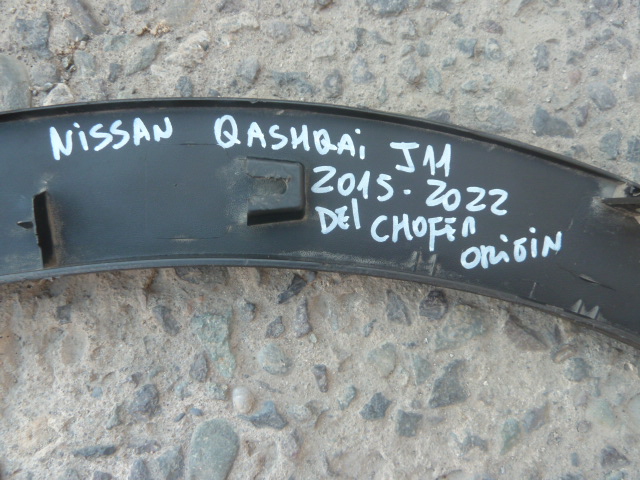 NiSSAN QASHQAi J11
2015-2022
DEl CHOFER
ORiGiN